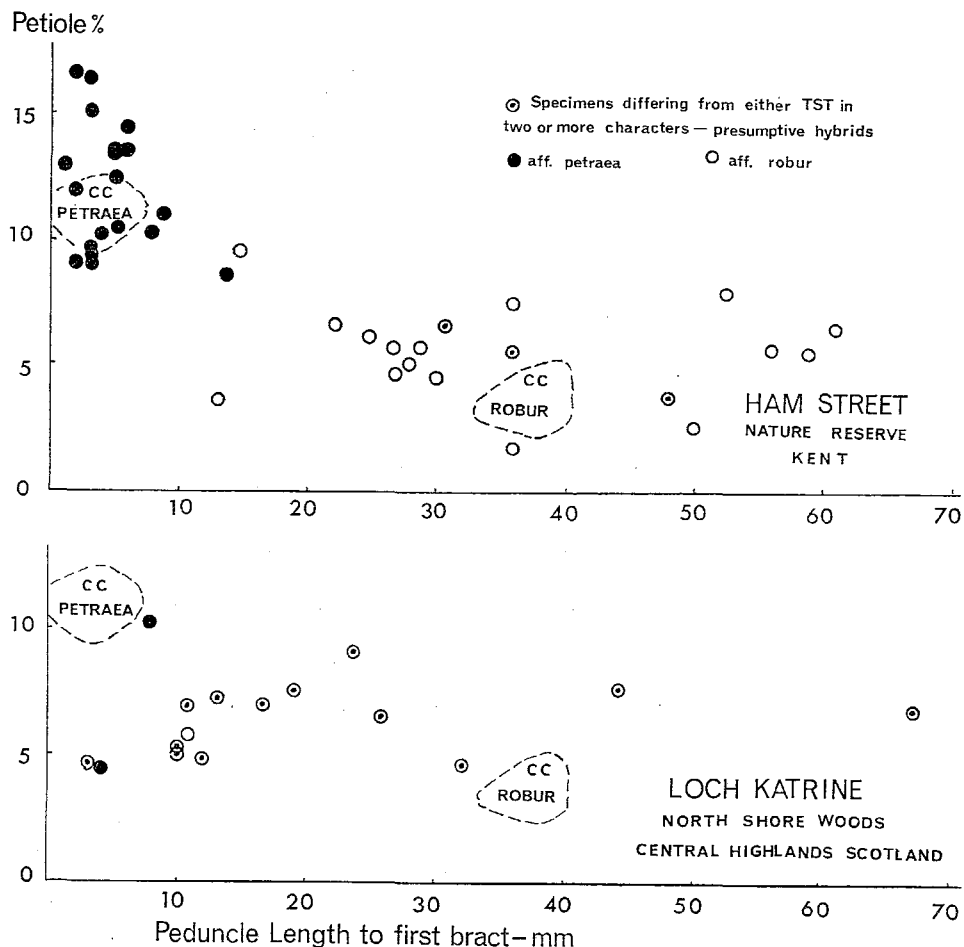 Petiole %
15
10
5
0
⊙ Specimens differing from either TST in
two or more characters — presumptive hybrids
● aff. petraea ○ aff. robur
CC
PETRAEA
CC
ROBUR
HAM STREET
NATURE RESERVE
KENT
10 20 30 40 50 60 70
CC
PETRAEA
10
5
0
CC
ROBUR
LOCH KATRINE
NORTH SHORE WOODS
CENTRAL HIGHLANDS SCOTLAND
10 20 30 40 50 60 70
Peduncle Length to first bract–mm